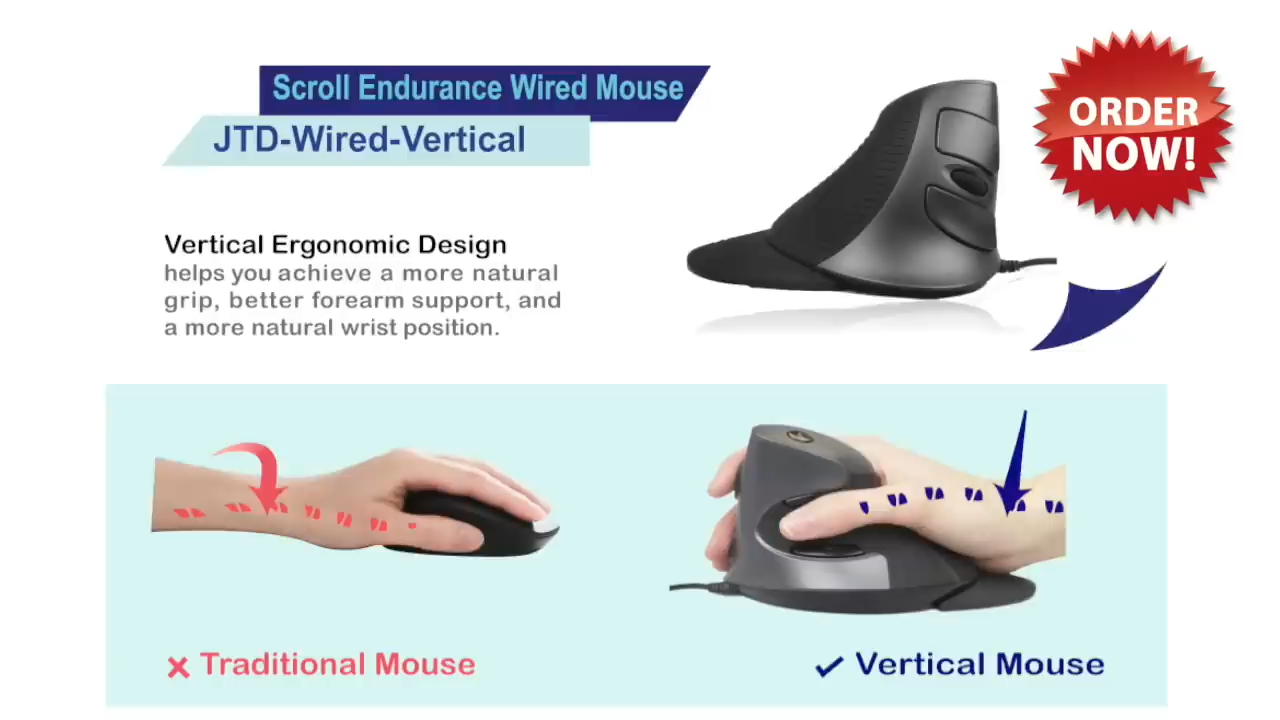 Scroll Endurance Wired Mouse
JTD-Wired-Vertical
ORDER
NOW!
Vertical Ergonomic Design
helps you achieve a more natural
grip, better forearm support, and
a more natural wrist position.
Traditional Mouse
Vertical Mouse